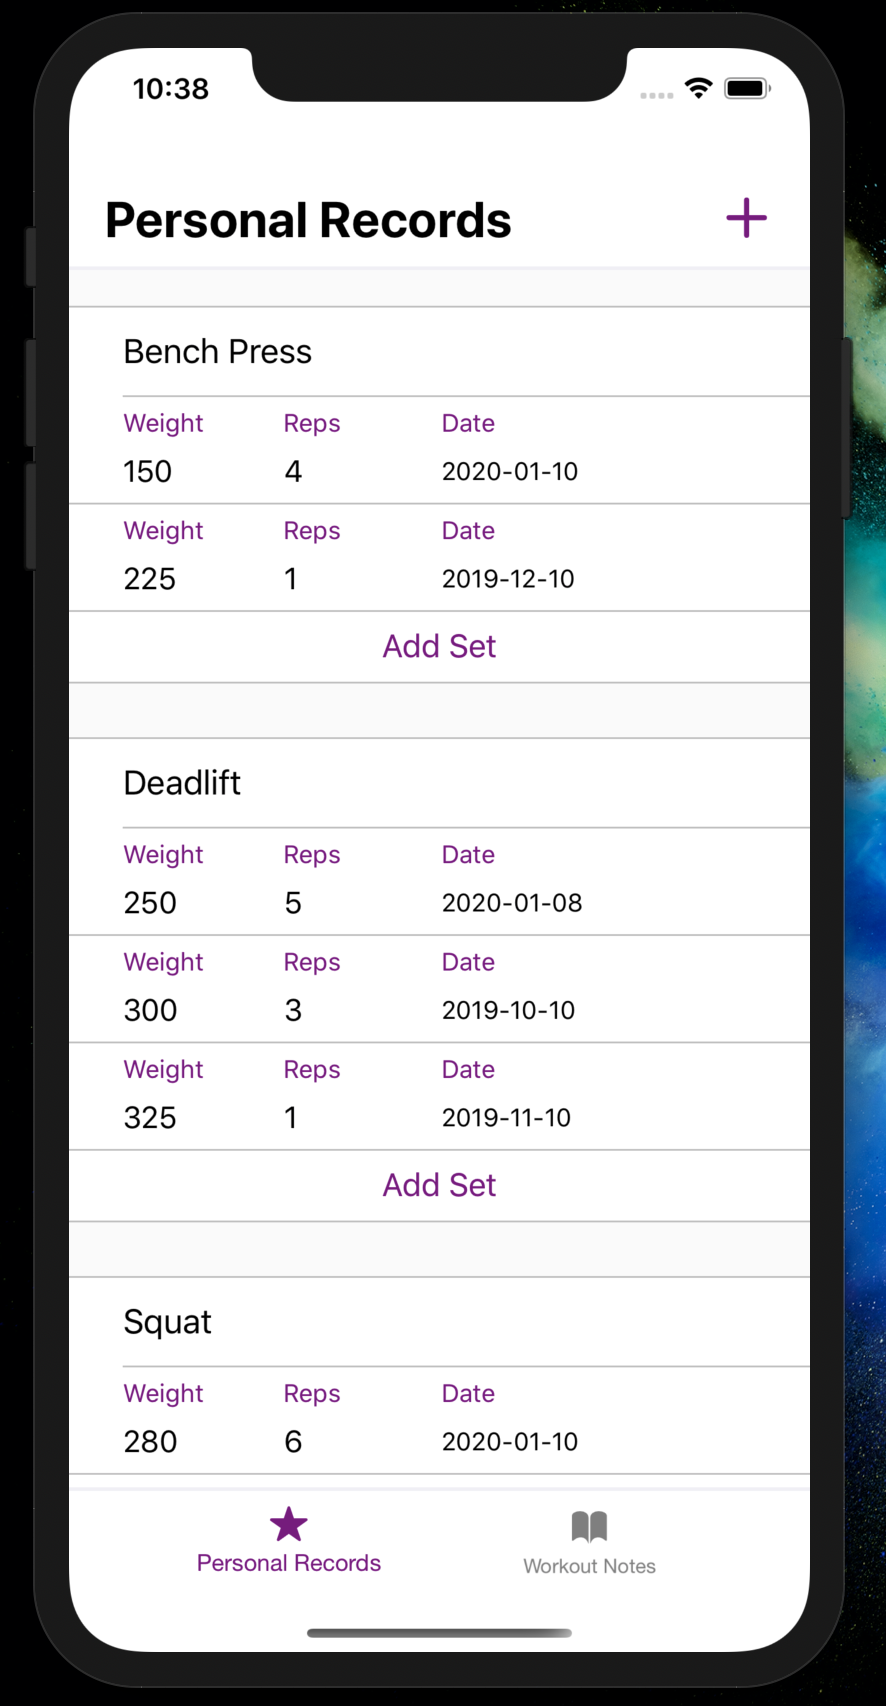 10:38
Personal Records
Bench Press
Weight Reps Date
150 4 2020-01-10
Weight Reps Date
225 1 2019-12-10
Add Set
Deadlift
Weight Reps Date
250 5 2020-01-08
Weight Reps Date
300 3 2019-10-10
Weight Reps Date
325 1 2019-11-10
Add Set
Squat
Weight Reps Date
280 6 2020-01-10
Personal Records Workout Notes